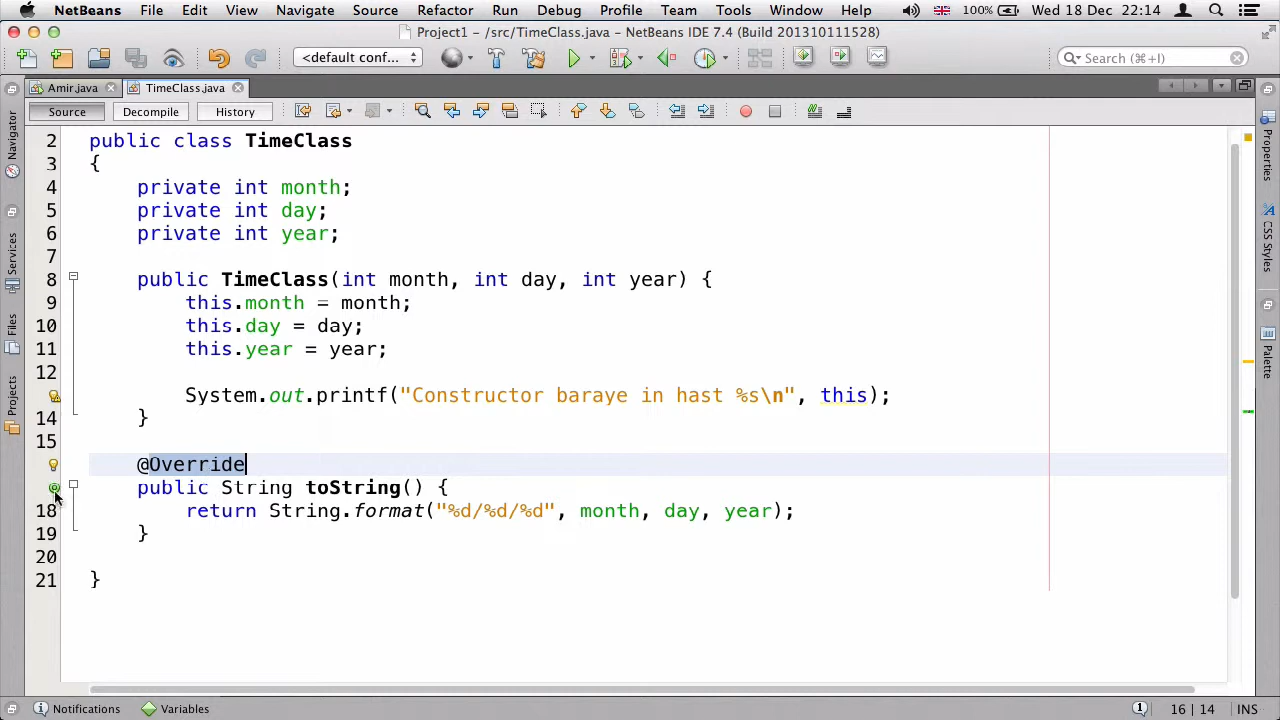 NetBeans File Edit View Navigate Source Refactor Run Debug Profile Team Tools Window Help 100% Wed 18 Dec 22:14
Project1 – /src/TimeClass.java – NetBeans IDE 7.4 (Build 201310111528)
<default conf... Search (⌘+I)
Amir.java TimeClass.java
Source Decompile History
2 public class TimeClass
3 {
4 private int month;
5 private int day;
6 private int year;
7
8 public TimeClass(int month, int day, int year) {
9 this.month = month;
10 this.day = day;
11 this.year = year;
12
System.out.printf("Constructor baraye in hast %s\n", this);
14 }
15
@Override
public String toString() {
18 return String.format("%d/%d/%d", month, day, year);
19 }
20
21 }
Navigator
Services
Files
Projects
Properties
CSS Styles
Palette
Notifications Variables 1 16 | 14 INS